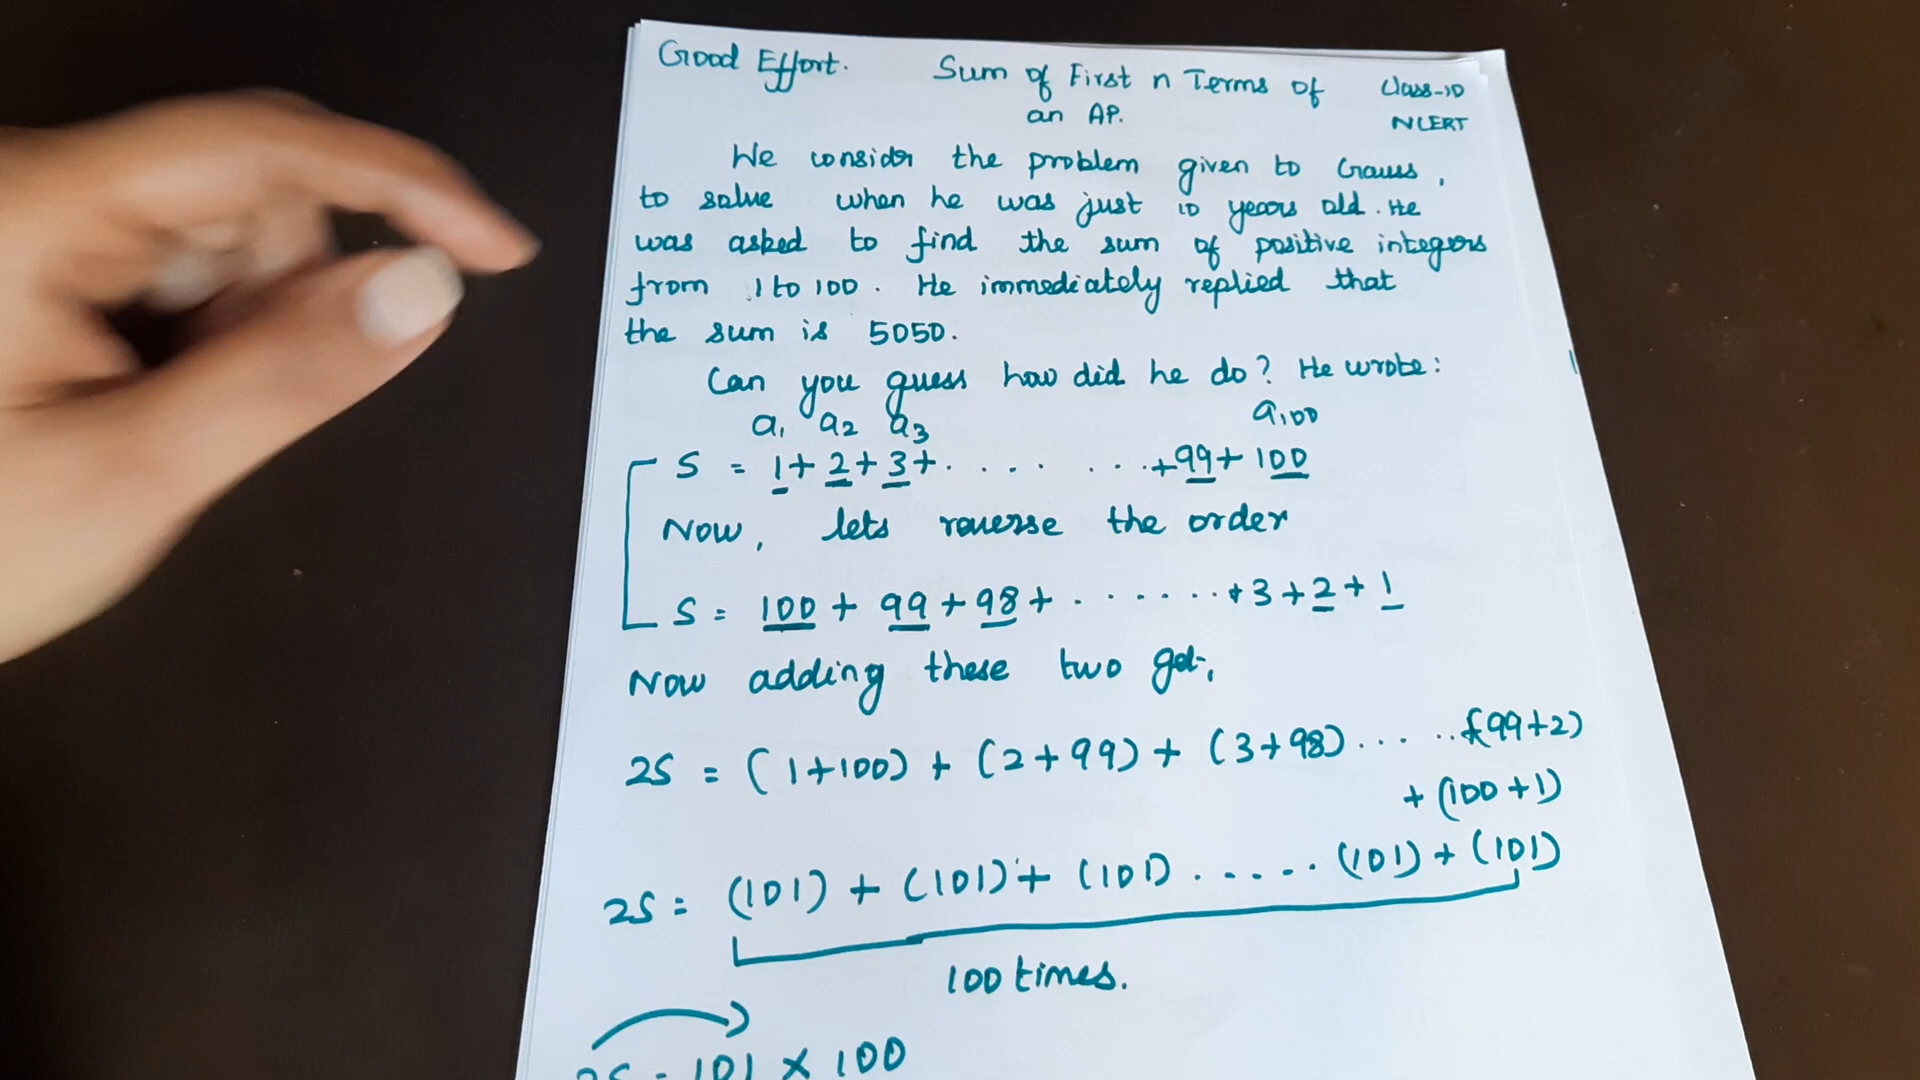 Good Effort. Sum of First n Terms of Class-10
an AP. NCERT
We consider the problem given to Gauss,
to solve when he was just 10 years old. He
was asked to find the sum of positive integers
from 1 to 100. He immediately replied that
the sum is 5050.
Can you guess how did he do? He wrote:
a1 a2 a3 a100
S = 1+2+3+.... ...+99+100
Now, lets reverse the order
S = 100+99+98+.......+3+2+1
Now adding these two get,
2S = (1+100)+(2+99)+(3+98).....+(99+2)
+(100+1)
2S = (101)+(101)+(101)......(101)+(101)
100 times.
2S = 101 × 100